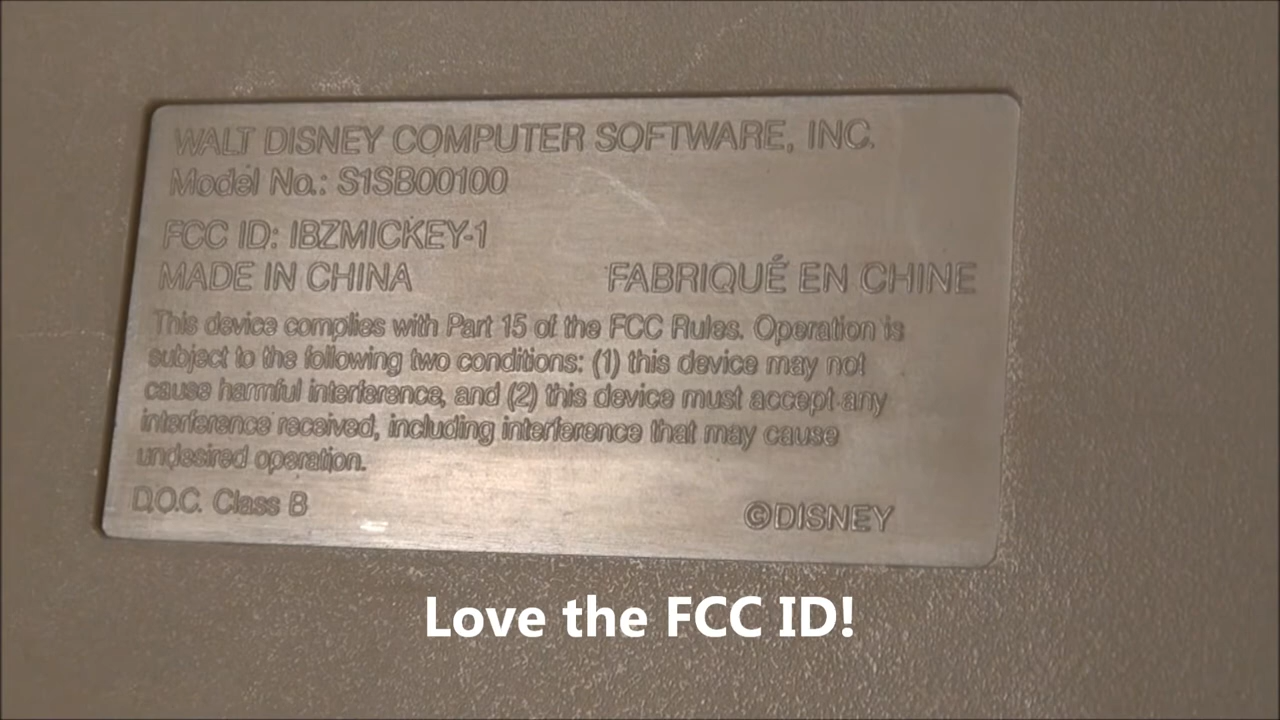 WALT DISNEY COMPUTER SOFTWARE, INC.
Model No.: S1SB00100
FCC ID: IBZMICKEY-1
MADE IN CHINA FABRIQUÉ EN CHINE
This device complies with Part 15 of the FCC Rules. Operation is
subject to the following two conditions: (1) this device may not
cause harmful interference, and (2) this device must accept any
interference received, including interference that may cause
undesired operation.
D.O.C. Class B ©DISNEY
Love the FCC ID!